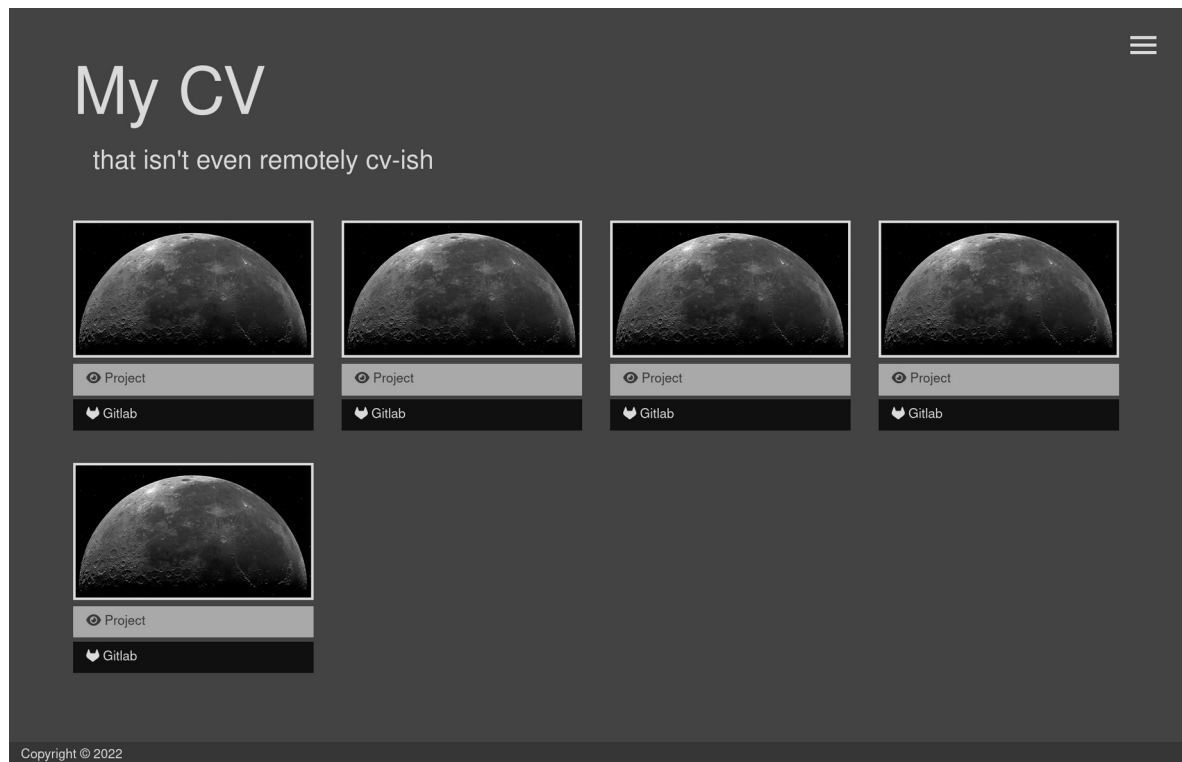 My CV
that isn't even remotely cv-ish
Project
Project
Project
Project
Gitlab
Gitlab
Gitlab
Gitlab
Project
Gitlab
Copyright © 2022